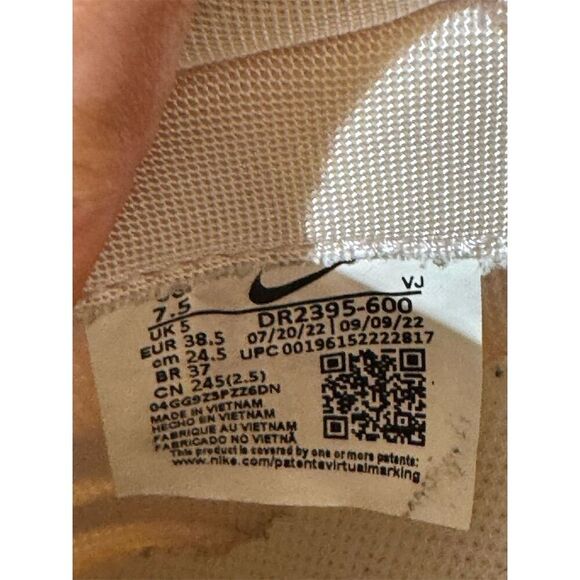 VJ
7.5
DR2395-600
UK 5
07/20/22 | 09/09/22
EUR 38.5
UPC 00196152222817
cm 24.5
BR 37
CN 245(2.5)
MADE IN VIETNAM
HECHO EN VIETNAM
FABRIQUE AU VIETNAM
FABRICADO NO VIETNÃ
This product is covered by one or more patents:
www.nike.com/patentsvirtualmarking